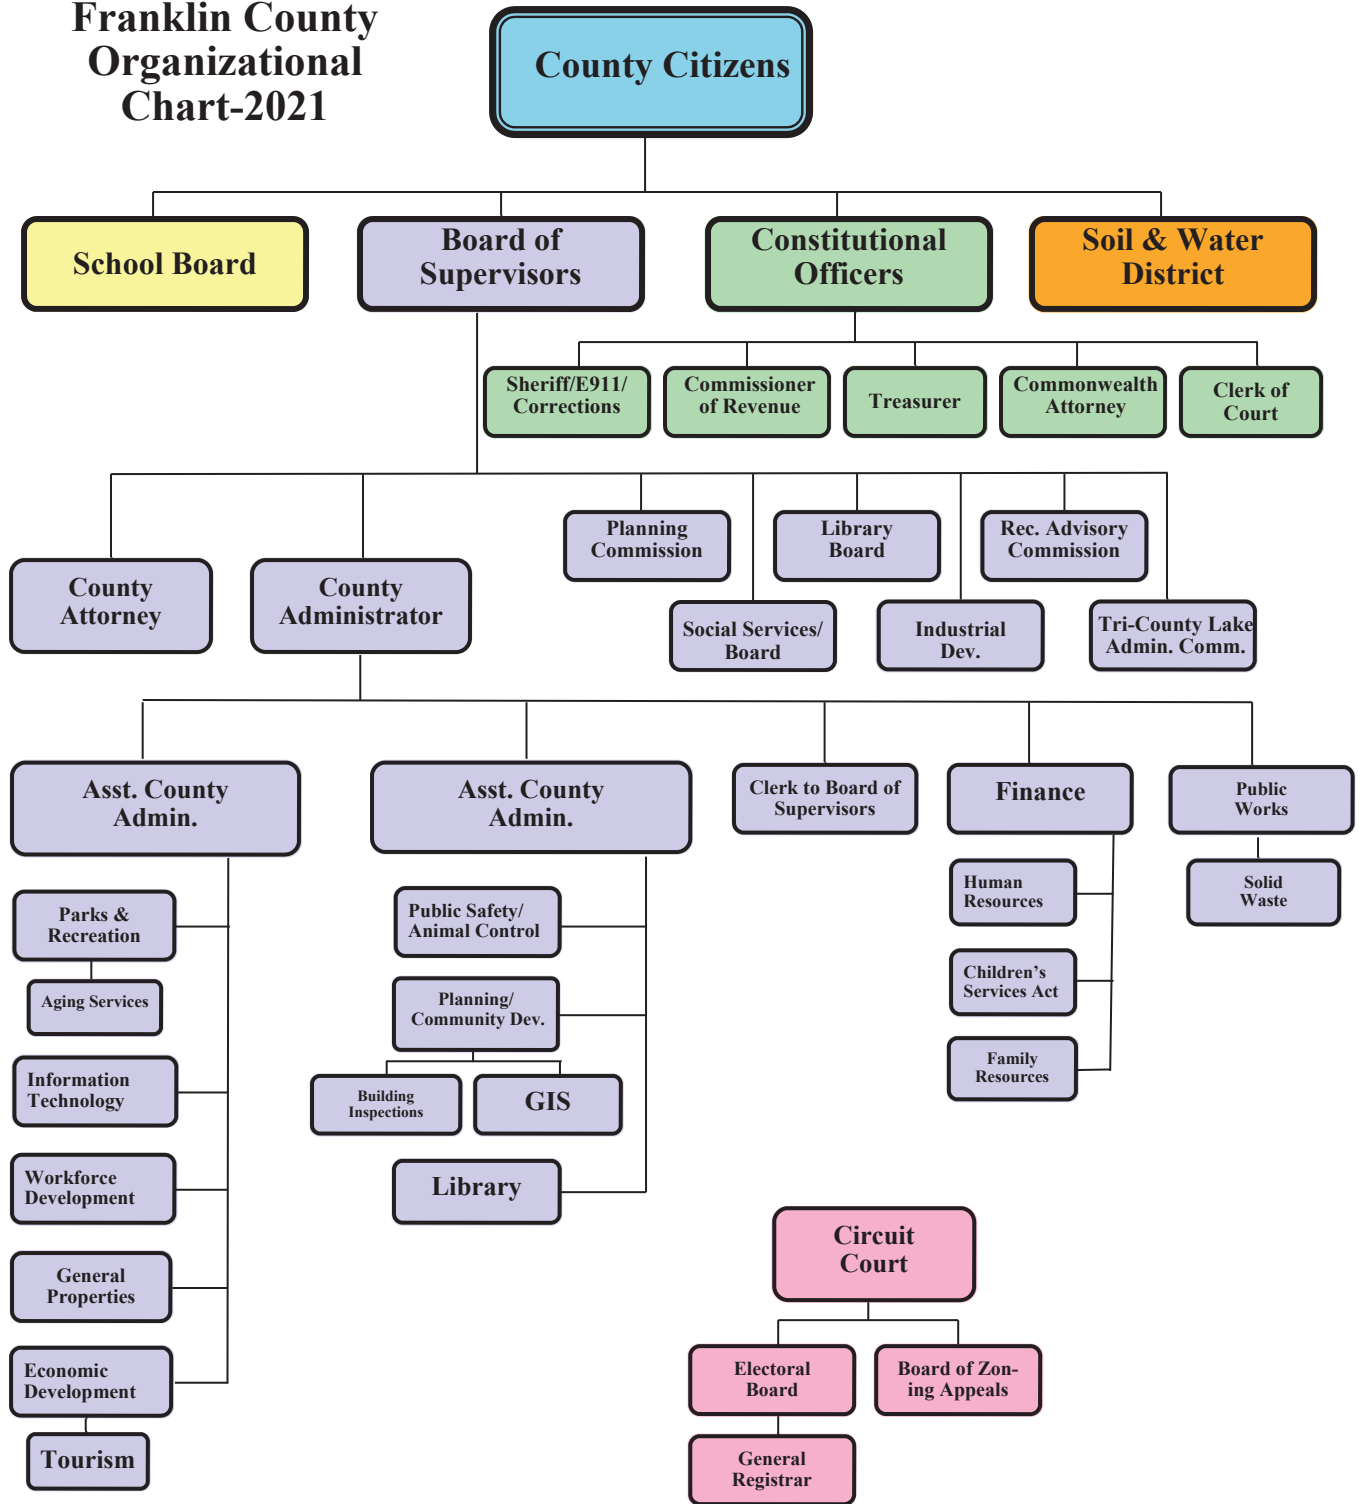 Franklin County
Organizational
Chart-2021
County Citizens
School Board
Board of
Supervisors
Constitutional
Officers
Soil & Water
District
Sheriff/E911/
Corrections
Commissioner
of Revenue
Treasurer
Commonwealth
Attorney
Clerk of
Court
Planning
Commission
Library
Board
Rec. Advisory
Commission
County
Attorney
County
Administrator
Social Services/
Board
Industrial
Dev.
Tri-County Lake
Admin. Comm.
Asst. County
Admin.
Asst. County
Admin.
Clerk to Board of
Supervisors
Finance
Public
Works
Parks &
Recreation
Aging Services
Information
Technology
Workforce
Development
General
Properties
Economic
Development
Tourism
Public Safety/
Animal Control
Planning/
Community Dev.
Building
Inspections
GIS
Library
Human
Resources
Children’s
Services Act
Family
Resources
Solid
Waste
Circuit
Court
Electoral
Board
Board of Zon-
ing Appeals
General
Registrar